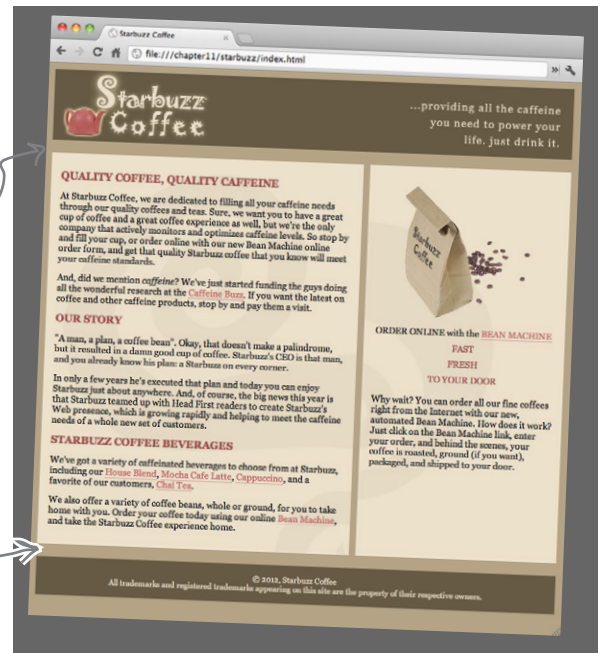 Starbuzz Coffee
file:///chapter11/starbuzz/index.html
Starbuzz
Coffee
...providing all the caffeine
you need to power your
life. just drink it.
QUALITY COFFEE, QUALITY CAFFEINE
At Starbuzz Coffee, we are dedicated to filling all your caffeine needs
through our quality coffees and teas. Sure, we want you to have a great
cup of coffee and a great coffee experience as well, but we're the only
company that actively monitors and optimizes caffeine levels. So stop by
and fill your cup, or order online with our new Bean Machine online
order form, and get that quality Starbuzz coffee that you know will meet
your caffeine standards.
And, did we mention caffeine? We've just started funding the guys doing
all the wonderful research at the Caffeine Buzz. If you want the latest on
coffee and other caffeine products, stop by and pay them a visit.
OUR STORY
"A man, a plan, a coffee bean". Okay, that doesn't make a palindrome,
but it resulted in a damn good cup of coffee. Starbuzz's CEO is that man,
and you already know his plan: a Starbuzz on every corner.
In only a few years he's executed that plan and today you can enjoy
Starbuzz just about anywhere. And, of course, the big news this year is
that Starbuzz teamed up with Head First readers to create Starbuzz's
Web presence, which is growing rapidly and helping to meet the caffeine
needs of a whole new set of customers.
STARBUZZ COFFEE BEVERAGES
We've got a variety of caffeinated beverages to choose from at Starbuzz,
including our House Blend, Mocha Cafe Latte, Cappuccino, and a
favorite of our customers, Chai Tea.
We also offer a variety of coffee beans, whole or ground, for you to take
home with you. Order your coffee today using our online Bean Machine,
and take the Starbuzz Coffee experience home.
Starbuzz
Coffee
ORDER ONLINE with the BEAN MACHINE
FAST
FRESH
TO YOUR DOOR
Why wait? You can order all our fine coffees
right from the Internet with our new,
automated Bean Machine. How does it work?
Just click on the Bean Machine link, enter
your order, and behind the scenes, your
coffee is roasted, ground (if you want),
packaged, and shipped to your door.
© 2012, Starbuzz Coffee
All trademarks and registered trademarks appearing on this site are the property of their respective owners.